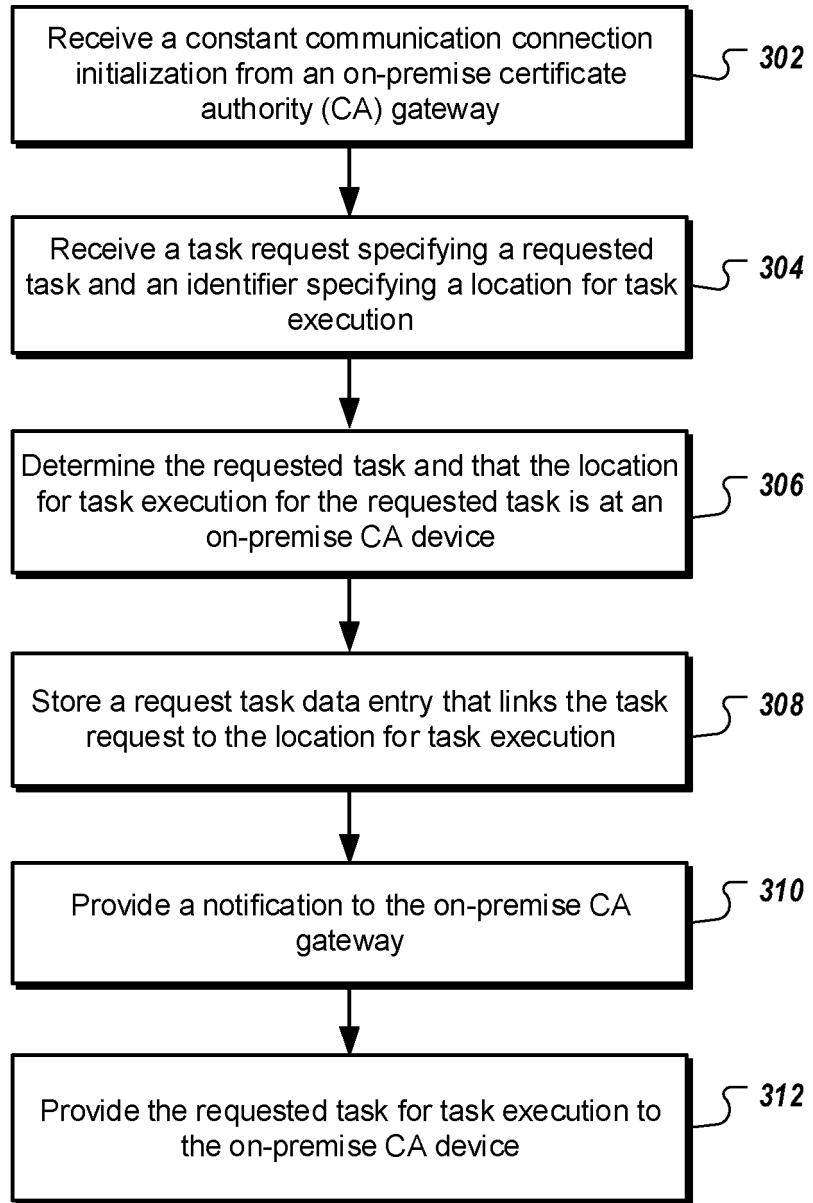 Receive a constant communication connection
initialization from an on-premise certificate
authority (CA) gateway
302
Receive a task request specifying a requested
task and an identifier specifying a location for task
execution
304
Determine the requested task and that the location
for task execution for the requested task is at an
on-premise CA device
306
Store a request task data entry that links the task
request to the location for task execution
308
Provide a notification to the on-premise CA
gateway
310
Provide the requested task for task execution to
the on-premise CA device
312